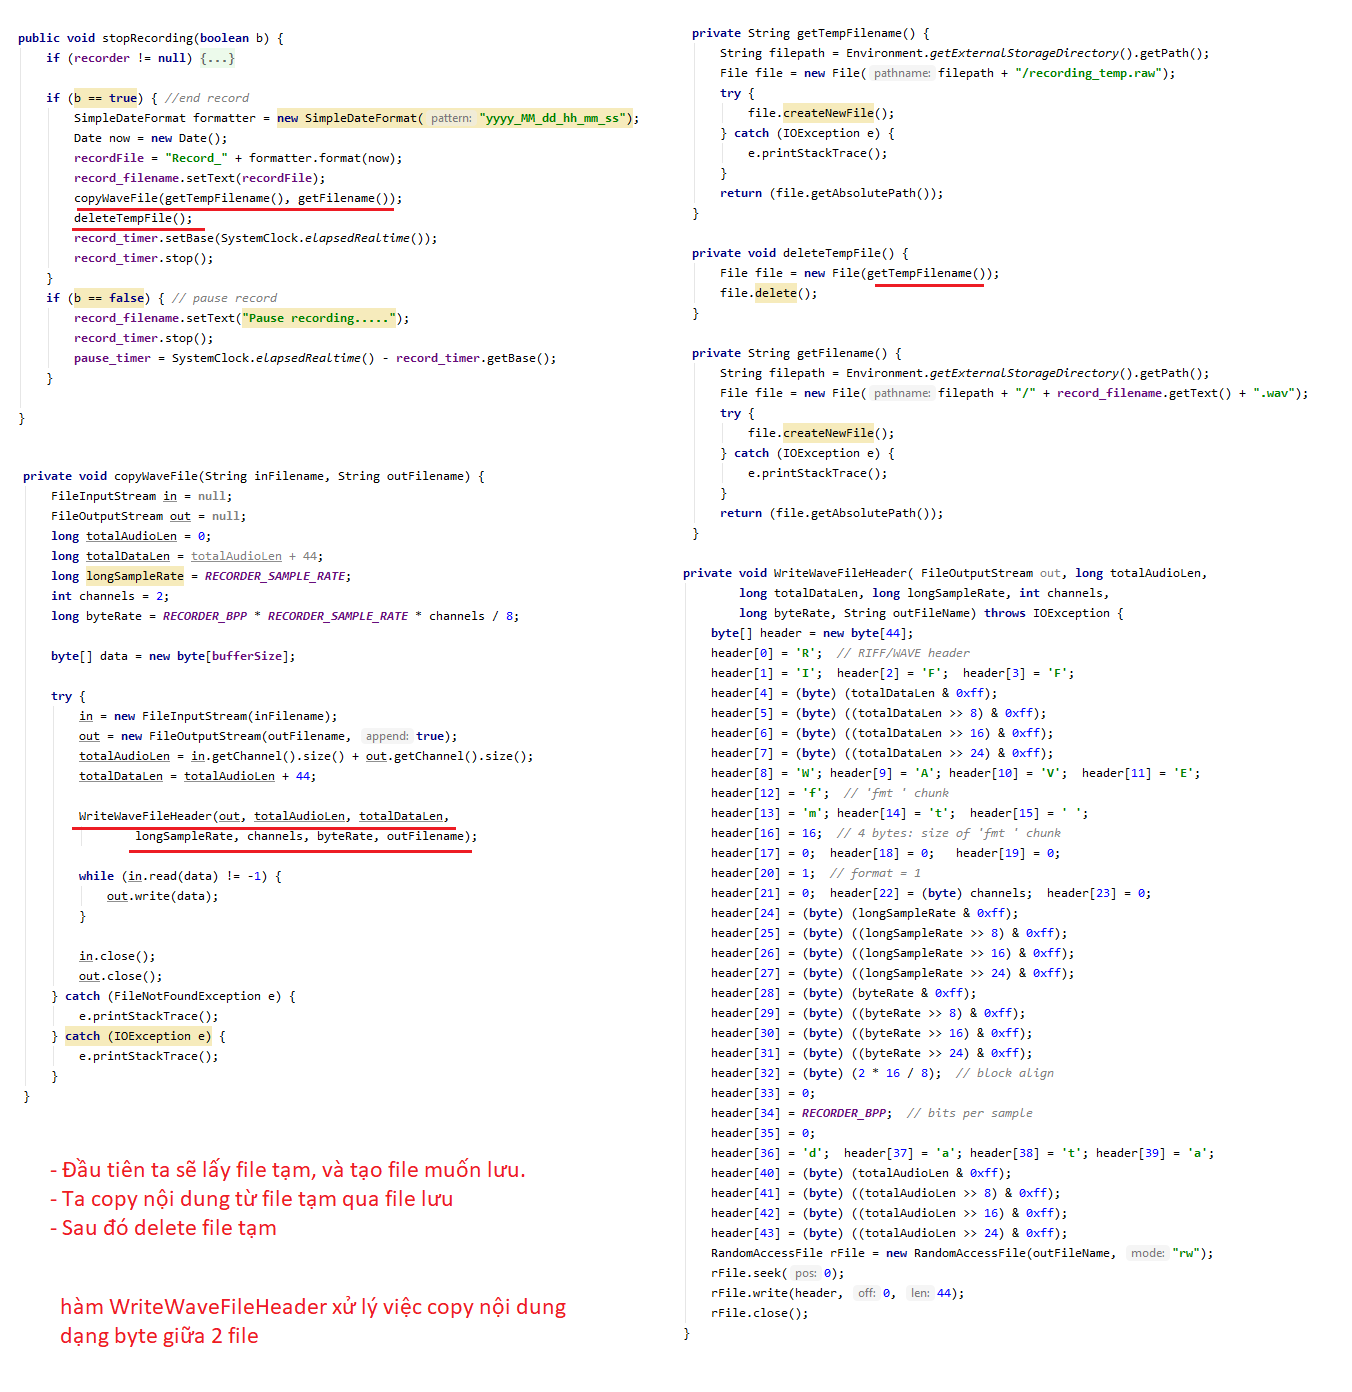 public void stopRecording(boolean b) {
if (recorder != null) {...}
if (b == true) { //end record
SimpleDateFormat formatter = new SimpleDateFormat( pattern: "yyyy_MM_dd_hh_mm_ss");
Date now = new Date();
recordFile = "Record_" + formatter.format(now);
record_filename.setText(recordFile);
copyWaveFile(getTempFilename(), getFilename());
deleteTempFile();
record_timer.setBase(SystemClock.elapsedRealtime());
record_timer.stop();
}
if (b == false) { // pause record
record_filename.setText("Pause recording.....");
record_timer.stop();
pause_timer = SystemClock.elapsedRealtime() - record_timer.getBase();
}
}
private void copyWaveFile(String inFilename, String outFilename) {
FileInputStream in = null;
FileOutputStream out = null;
long totalAudioLen = 0;
long totalDataLen = totalAudioLen + 44;
long longSampleRate = RECORDER_SAMPLE_RATE;
int channels = 2;
long byteRate = RECORDER_BPP * RECORDER_SAMPLE_RATE * channels / 8;
byte[] data = new byte[bufferSize];
try {
in = new FileInputStream(inFilename);
out = new FileOutputStream(outFilename, append: true);
totalAudioLen = in.getChannel().size() + out.getChannel().size();
totalDataLen = totalAudioLen + 44;
WriteWaveFileHeader(out, totalAudioLen, totalDataLen,
longSampleRate, channels, byteRate, outFilename);
while (in.read(data) != -1) {
out.write(data);
}
in.close();
out.close();
} catch (FileNotFoundException e) {
e.printStackTrace();
} catch (IOException e) {
e.printStackTrace();
}
}
- Đầu tiên ta sẽ lấy file tạm, và tạo file muốn lưu.
- Ta copy nội dung từ file tạm qua file lưu
- Sau đó delete file tạm
hàm WriteWaveFileHeader xử lý việc copy nội dung
dạng byte giữa 2 file
private String getTempFilename() {
String filepath = Environment.getExternalStorageDirectory().getPath();
File file = new File( pathname: filepath + "/recording_temp.raw");
try {
file.createNewFile();
} catch (IOException e) {
e.printStackTrace();
}
return (file.getAbsolutePath());
}
private void deleteTempFile() {
File file = new File(getTempFilename());
file.delete();
}
private String getFilename() {
String filepath = Environment.getExternalStorageDirectory().getPath();
File file = new File( pathname: filepath + "/" + record_filename.getText() + ".wav");
try {
file.createNewFile();
} catch (IOException e) {
e.printStackTrace();
}
return (file.getAbsolutePath());
}
private void WriteWaveFileHeader( FileOutputStream out, long totalAudioLen,
long totalDataLen, long longSampleRate, int channels,
long byteRate, String outFileName) throws IOException {
byte[] header = new byte[44];
header[0] = 'R'; // RIFF/WAVE header
header[1] = 'I'; header[2] = 'F'; header[3] = 'F';
header[4] = (byte) (totalDataLen & 0xff);
header[5] = (byte) ((totalDataLen >> 8) & 0xff);
header[6] = (byte) ((totalDataLen >> 16) & 0xff);
header[7] = (byte) ((totalDataLen >> 24) & 0xff);
header[8] = 'W'; header[9] = 'A'; header[10] = 'V'; header[11] = 'E';
header[12] = 'f'; // 'fmt ' chunk
header[13] = 'm'; header[14] = 't'; header[15] = ' ';
header[16] = 16; // 4 bytes: size of 'fmt ' chunk
header[17] = 0; header[18] = 0; header[19] = 0;
header[20] = 1; // format = 1
header[21] = 0; header[22] = (byte) channels; header[23] = 0;
header[24] = (byte) (longSampleRate & 0xff);
header[25] = (byte) ((longSampleRate >> 8) & 0xff);
header[26] = (byte) ((longSampleRate >> 16) & 0xff);
header[27] = (byte) ((longSampleRate >> 24) & 0xff);
header[28] = (byte) (byteRate & 0xff);
header[29] = (byte) ((byteRate >> 8) & 0xff);
header[30] = (byte) ((byteRate >> 16) & 0xff);
header[31] = (byte) ((byteRate >> 24) & 0xff);
header[32] = (byte) (2 * 16 / 8); // block align
header[33] = 0;
header[34] = RECORDER_BPP; // bits per sample
header[35] = 0;
header[36] = 'd'; header[37] = 'a'; header[38] = 't'; header[39] = 'a';
header[40] = (byte) (totalAudioLen & 0xff);
header[41] = (byte) ((totalAudioLen >> 8) & 0xff);
header[42] = (byte) ((totalAudioLen >> 16) & 0xff);
header[43] = (byte) ((totalAudioLen >> 24) & 0xff);
RandomAccessFile rFile = new RandomAccessFile(outFileName, mode: "rw");
rFile.seek( pos: 0);
rFile.write(header, off: 0, len: 44);
rFile.close();
}